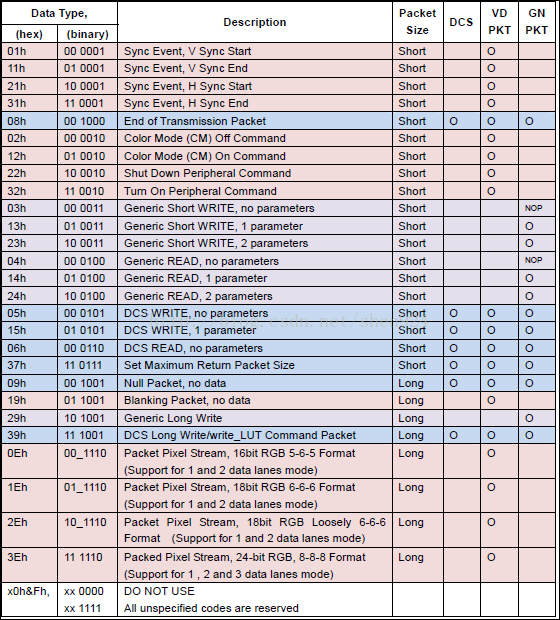 Data Type, Description Packet Size DCS VD PKT GN PKT
(hex) (binary)
01h 00 0001 Sync Event, V Sync Start Short O
11h 01 0001 Sync Event, V Sync End Short O
21h 10 0001 Sync Event, H Sync Start Short O
31h 11 0001 Sync Event, H Sync End Short O
08h 00 1000 End of Transmission Packet Short O O O
02h 00 0010 Color Mode (CM) Off Command Short O
12h 01 0010 Color Mode (CM) On Command Short O
22h 10 0010 Shut Down Peripheral Command Short O
32h 11 0010 Turn On Peripheral Command Short O
03h 00 0011 Generic Short WRITE, no parameters Short NOP
13h 01 0011 Generic Short WRITE, 1 parameter Short O
23h 10 0011 Generic Short WRITE, 2 parameters Short O
04h 00 0100 Generic READ, no parameters Short NOP
14h 01 0100 Generic READ, 1 parameter Short O
24h 10 0100 Generic READ, 2 parameters Short O
05h 00 0101 DCS WRITE, no parameters Short O O O
15h 01 0101 DCS WRITE, 1 parameter Short O O O
06h 00 0110 DCS READ, no parameters Short O O O
37h 11 0111 Set Maximum Return Packet Size Short O O O
09h 00 1001 Null Packet, no data Long O O O
19h 01 1001 Blanking Packet, no data Long O
29h 10 1001 Generic Long Write Long O
39h 11 1001 DCS Long Write/write_LUT Command Packet Long O O O
0Eh 00_1110 Packet Pixel Stream, 16bit RGB 5-6-5 Format Long O
(Support for 1 and 2 data lanes mode)
1Eh 01_1110 Packet Pixel Stream, 18bit RGB 6-6-6 Format Long O
(Support for 1 and 2 data lanes mode)
2Eh 10_1110 Packet Pixel Stream, 18bit RGB Loosely 6-6-6 Long O
Format (Support for 1 and 2 data lanes mode)
3Eh 11 1110 Packed Pixel Stream, 24-bit RGB, 8-8-8 Format Long O
(Support for 1 , 2 and 3 data lanes mode)
x0h&Fh, xx 0000 DO NOT USE
xx 1111 All unspecified codes are reserved